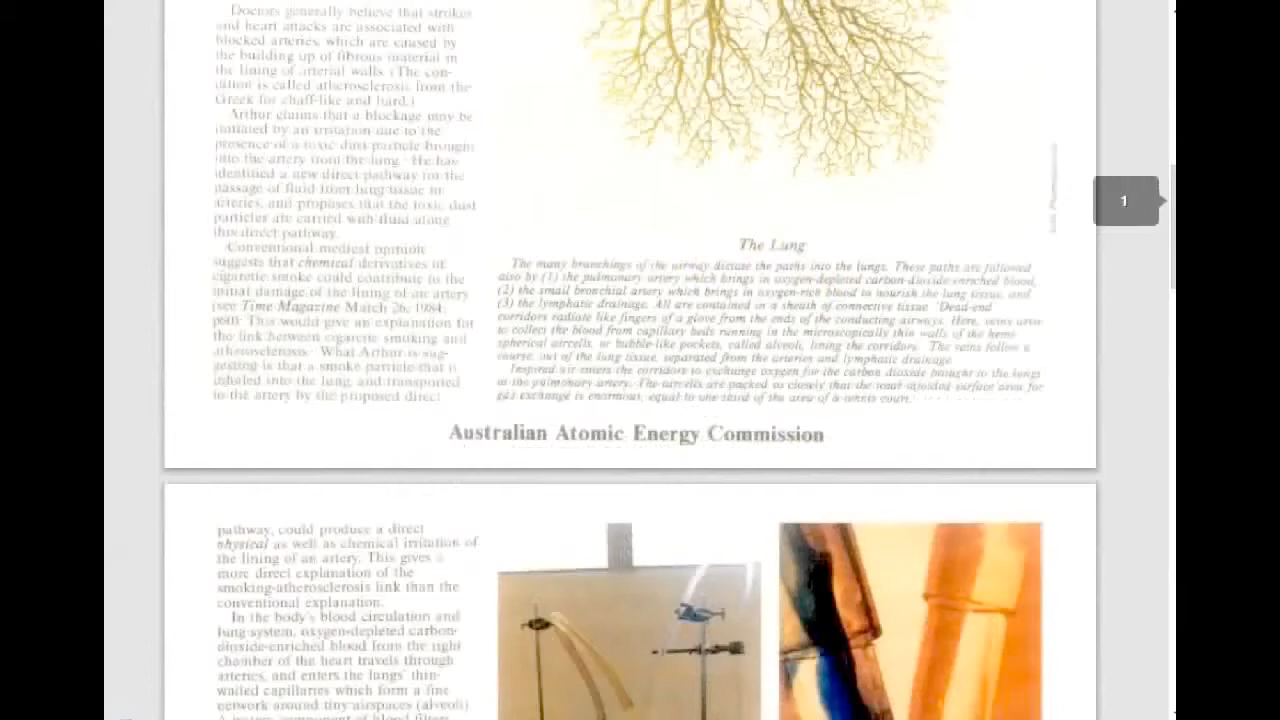 Doctors generally believe that strokes
and heart attacks are associated with
blocked arteries, which are caused by
the building up of fibrous material in
the lining of arterial walls. (The con-
dition is called atherosclerosis from the
Greek for chaff-like and hard.)
Arthur claims that a blockage may be
initiated by an irritation due to the
presence of a toxic dust particle brought
into the artery from the lung. He has
identified a new direct pathway for the
passage of fluid from lung tissue to
arteries, and proposes that the toxic dust
particles are carried with fluid along
this direct pathway.
Conventional medical opinion
suggests that chemical derivatives of
cigarette smoke could contribute to the
initial damage of the lining of an artery
(see Time Magazine March 26, 1984,
p60). This would give an explanation for
the link between cigarette smoking and
atherosclerosis. What Arthur is sug-
gesting is that a smoke particle that is
inhaled into the lung, and transported
to the artery by the proposed direct
The Lung
The many branchings of the airway dictate the paths into the lungs. These paths are followed
also by (1) the pulmonary artery which brings in oxygen-depleted carbon-dioxide enriched blood,
(2) the small bronchial artery which brings in oxygen-rich blood to nourish the lung tissue, and
(3) the lymphatic drainage. All are contained in a sheath of connective tissue. 'Dead-end
corridors radiate like fingers of a glove from the ends of the conducting airways. Here, veins
to collect the blood from capillary beds running in the microscopically thin walls of the hemi-
spherical aircells, or bubble-like pockets, called alveoli, lining the corridors. The veins follow a
course, out of the lung tissue, separated from the arteries and lymphatic drainage.
Inspired air enters the corridors to exchange oxygen for the carbon dioxide brought to the lungs
in the pulmonary artery. The aircells are packed so closely that the total surface area for
gas exchange is enormous, equal to one third of the area of a tennis court.
Australian Atomic Energy Commission
1
pathway, could produce a direct
physical as well as chemical irritation of
the lining of an artery. This gives a
more direct explanation of the
smoking-atherosclerosis link than the
conventional explanation.
In the body's blood circulation and
lung system, oxygen-depleted carbon-
dioxide-enriched blood from the right
chamber of the heart travels through
arteries, and enters the lungs' thin-
walled capillaries which form a fine
network around tiny airspaces (alveoli).
A watery component of blood filters